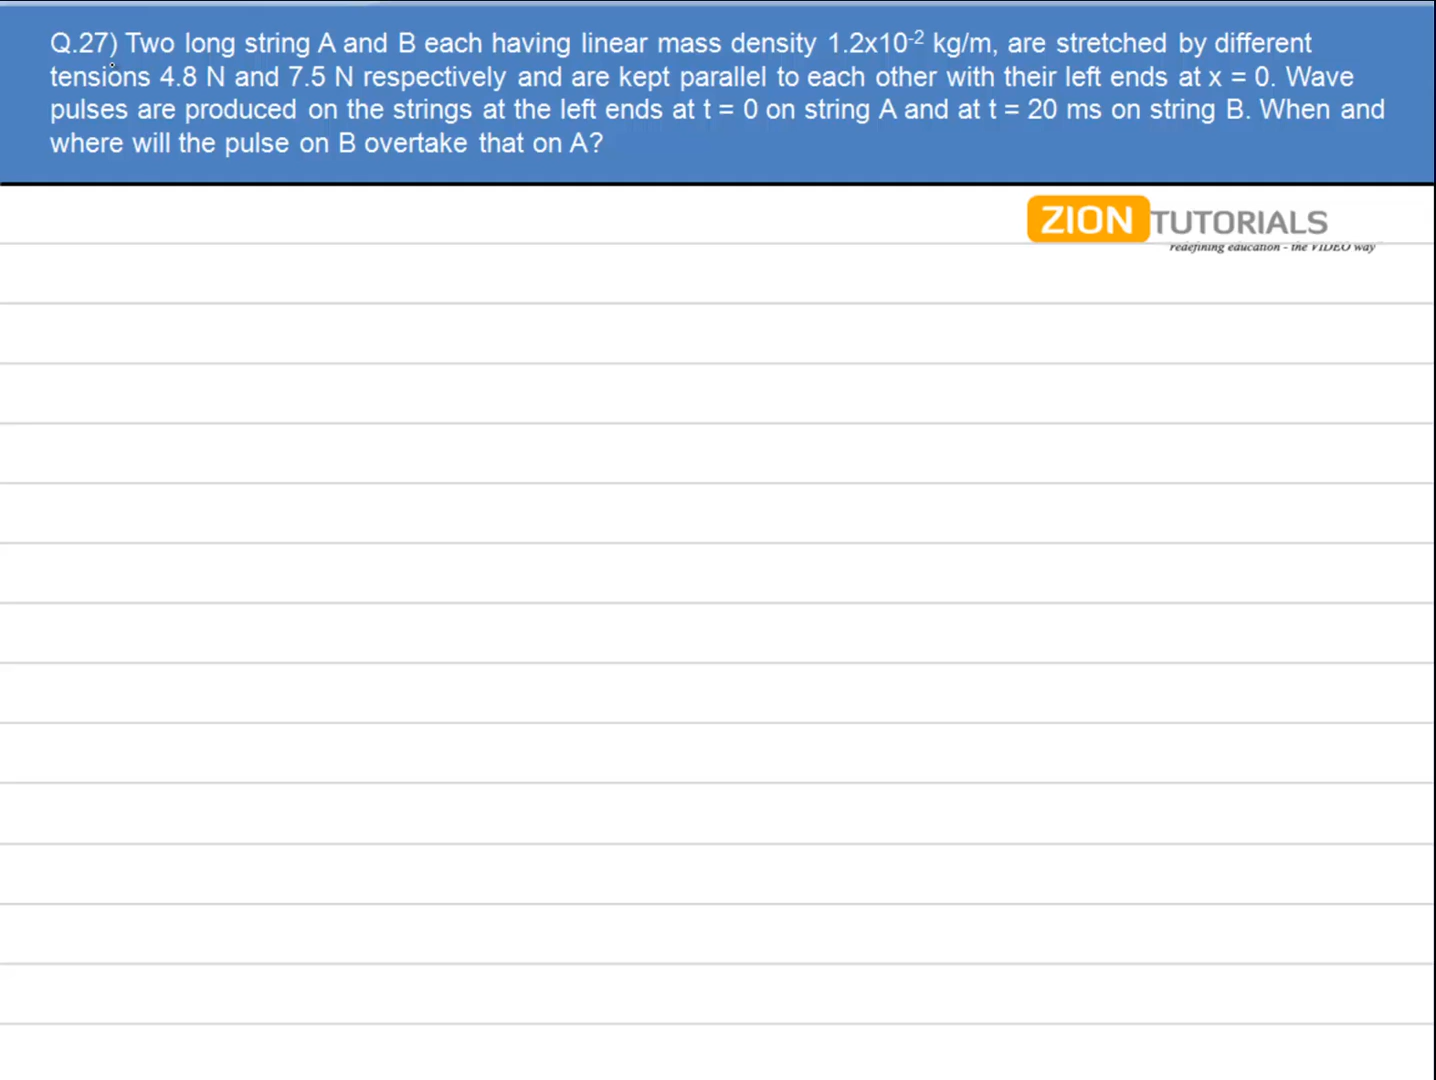 Q.27) Two long string A and B each having linear mass density 1.2x10⁻² kg/m, are stretched by different
tensions 4.8 N and 7.5 N respectively and are kept parallel to each other with their left ends at x = 0. Wave
pulses are produced on the strings at the left ends at t = 0 on string A and at t = 20 ms on string B. When and
where will the pulse on B overtake that on A?
ZION TUTORIALS
redefining education - the VIDEO way